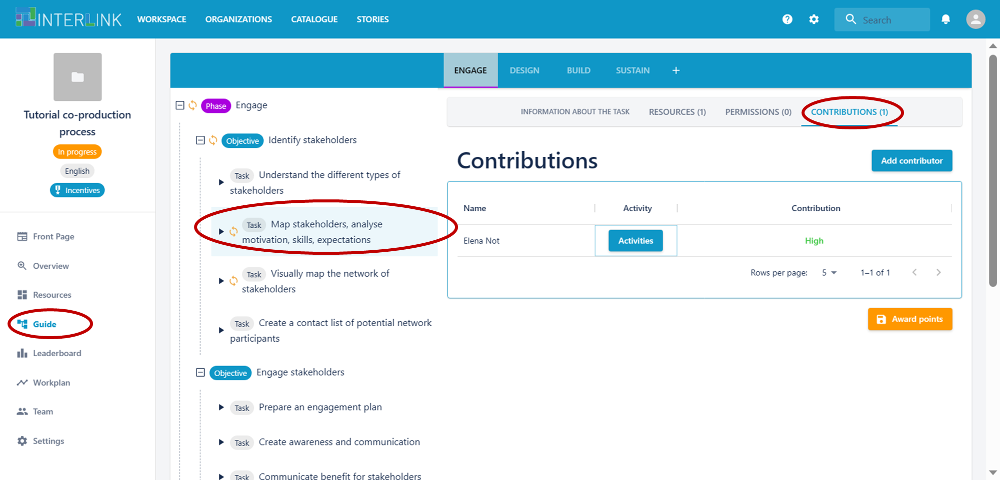 INTERLINK WORKSPACE ORGANIZATIONS CATALOGUE STORIES Search
Tutorial co-production
process
In progress
English
Incentives
Front Page
Overview
Resources
Guide
Leaderboard
Workplan
Team
Settings
ENGAGE DESIGN BUILD SUSTAIN +
Phase Engage
Objective Identify stakeholders
Task Understand the different types of
stakeholders
Task Map stakeholders, analyse
motivation, skills, expectations
Task Visually map the network of
stakeholders
Task Create a contact list of potential network
participants
Objective Engage stakeholders
Task Prepare an engagement plan
Task Create awareness and communication
Task Communicate benefit for stakeholders
INFORMATION ABOUT THE TASK RESOURCES (1) PERMISSIONS (0) CONTRIBUTIONS (1)
Contributions Add contributor
Name Activity Contribution
Elena Not Activities High
Rows per page: 5 1–1 of 1
Award points